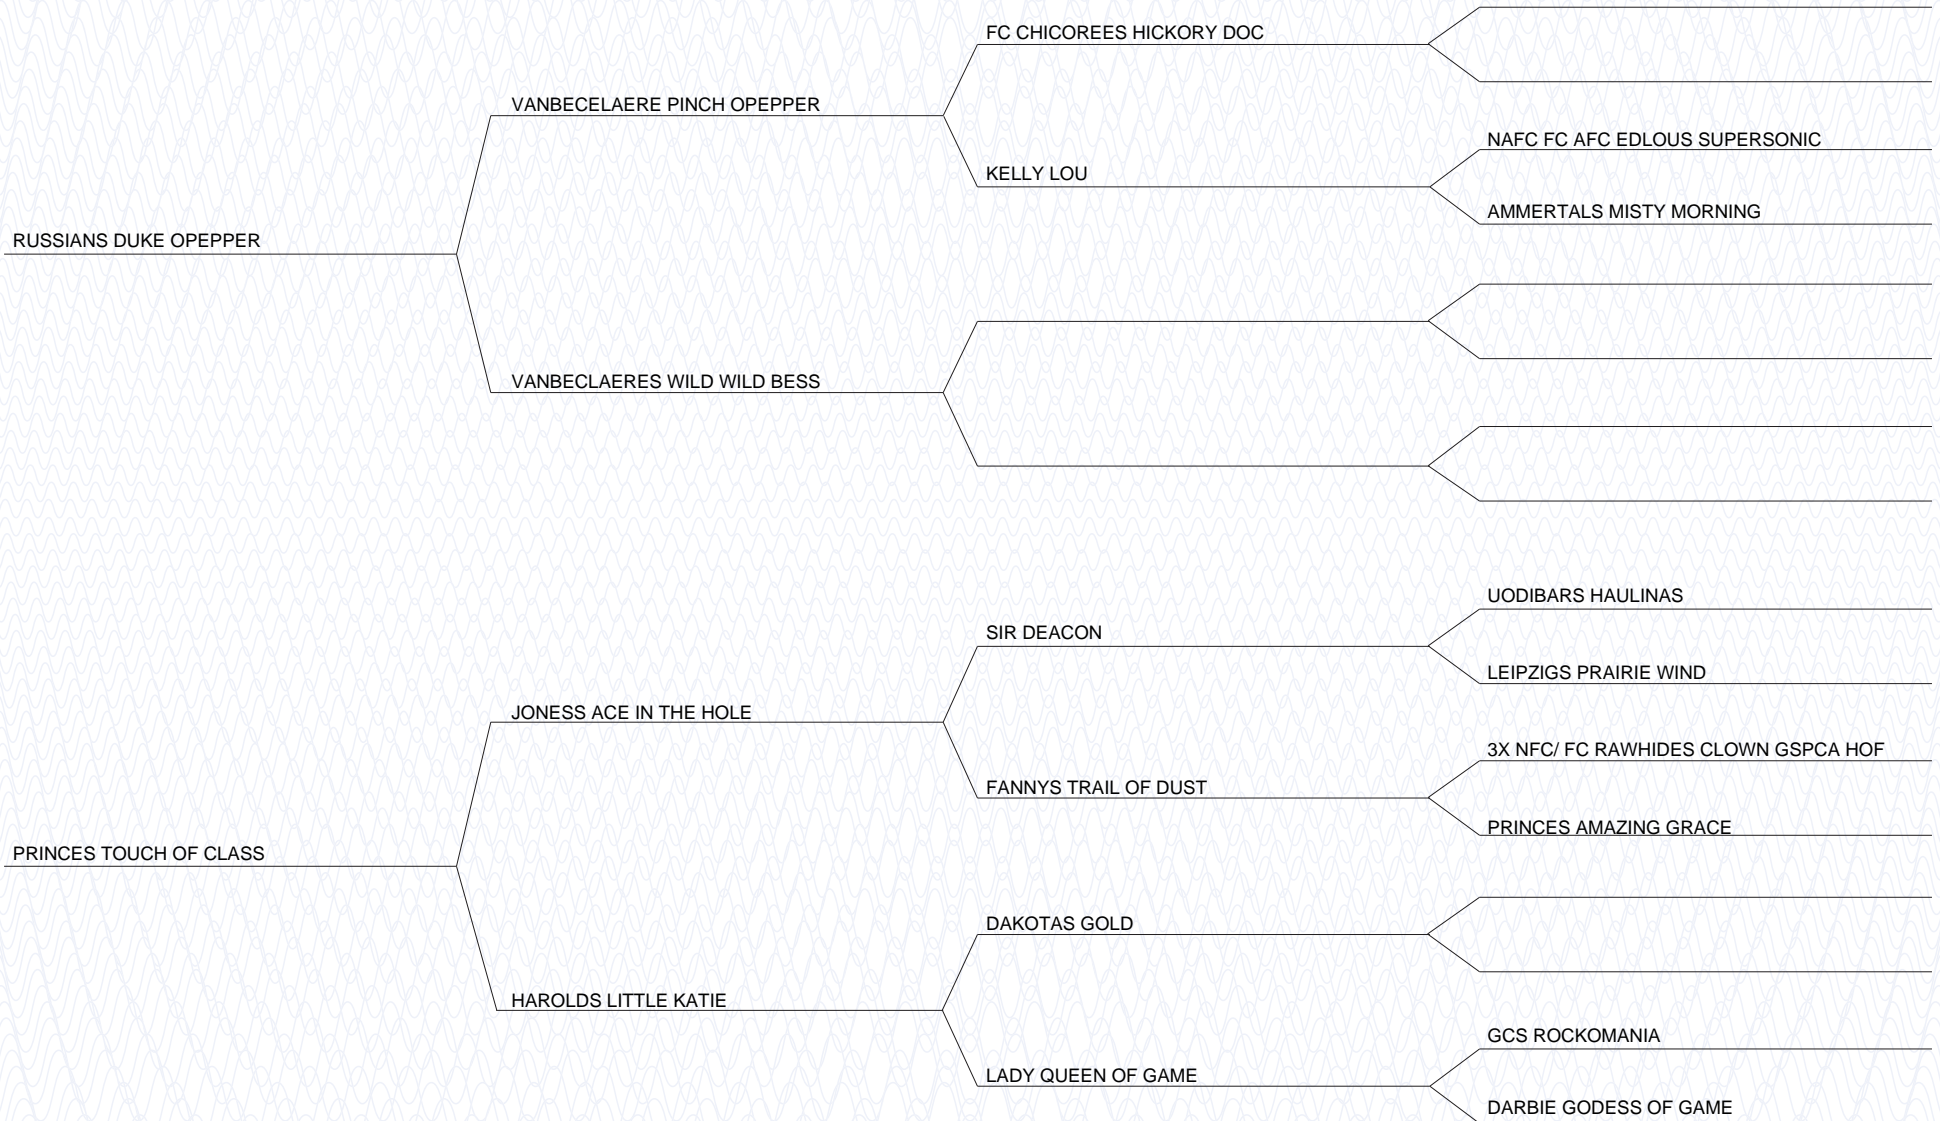 FC CHICOREES HICKORY DOC
VANBECELAERE PINCH OPEPPER
NAFC FC AFC EDLOUS SUPERSONIC
KELLY LOU
AMMERTALS MISTY MORNING
RUSSIANS DUKE OPEPPER
VANBECLAERES WILD WILD BESS
UODIBARS HAULINAS
SIR DEACON
LEIPZIGS PRAIRIE WIND
JONESS ACE IN THE HOLE
3X NFC/ FC RAWHIDES CLOWN GSPCA HOF
FANNYS TRAIL OF DUST
PRINCES AMAZING GRACE
PRINCES TOUCH OF CLASS
DAKOTAS GOLD
HAROLDS LITTLE KATIE
GCS ROCKOMANIA
LADY QUEEN OF GAME
DARBIE GODESS OF GAME